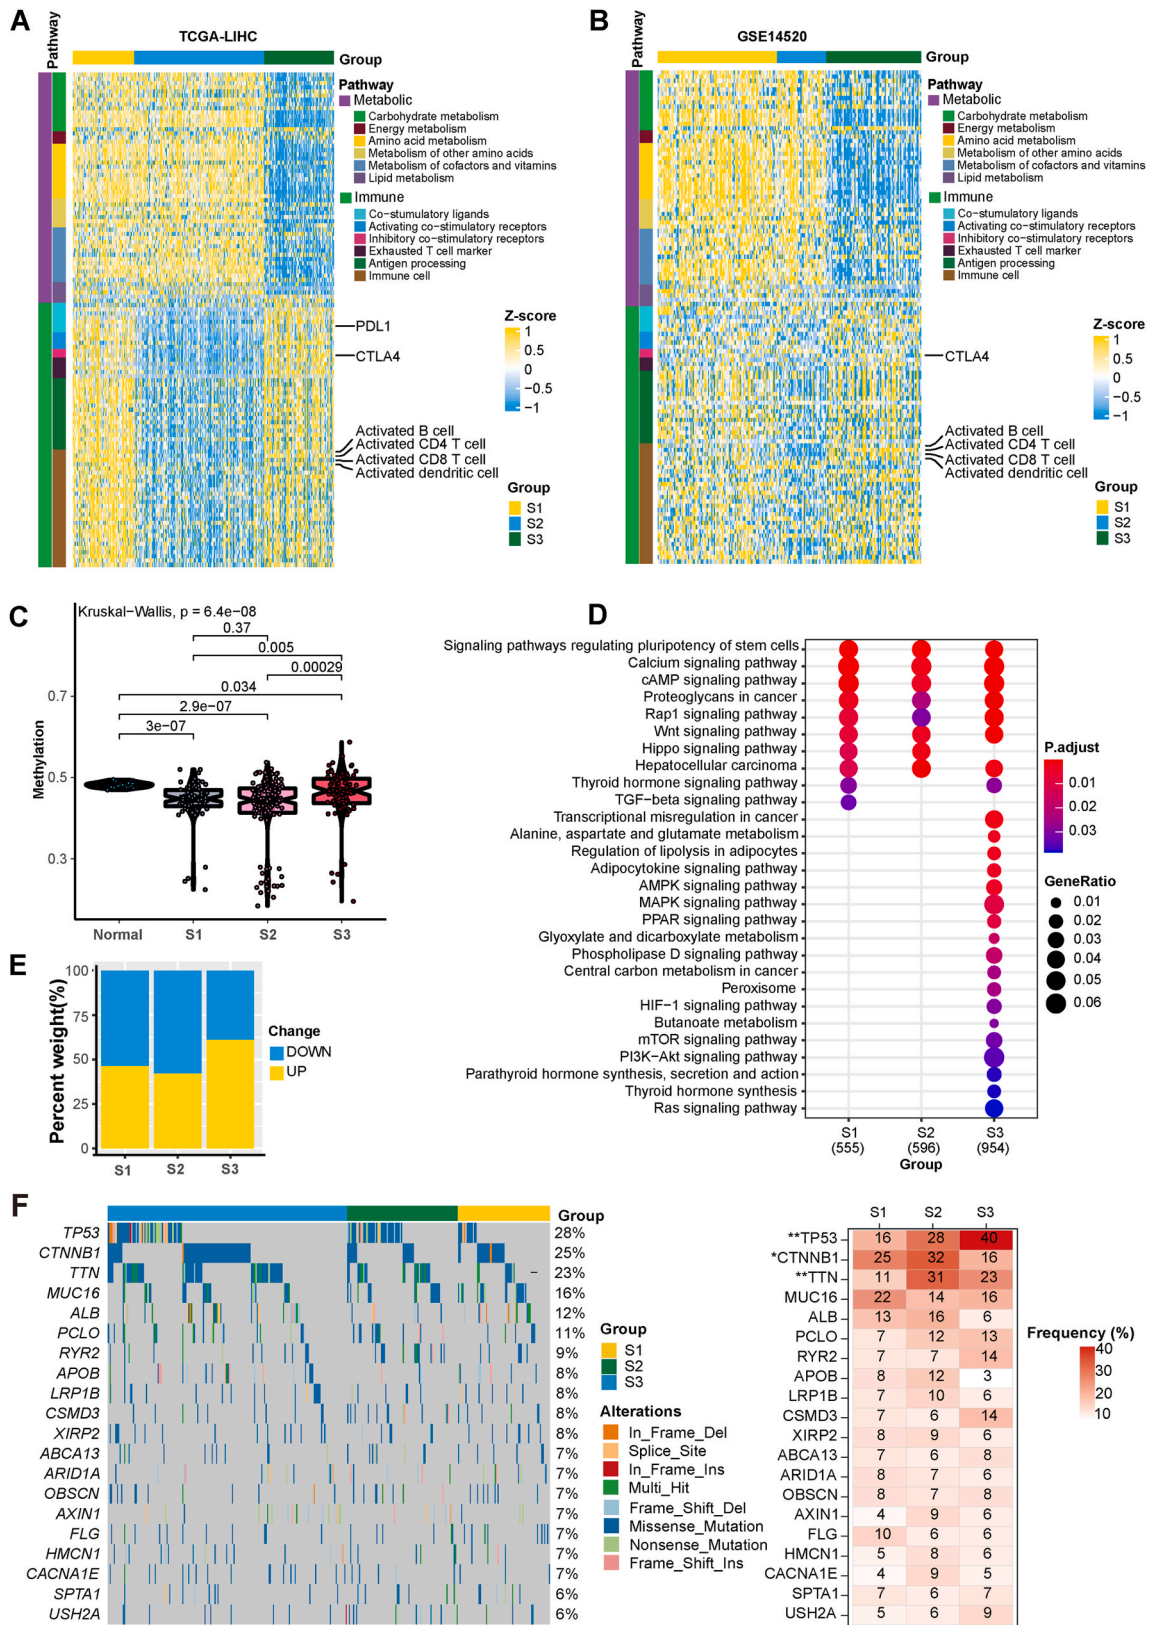 A
Pathway
TCGA-LIHC
Group
Pathway
Metabolic
Carbohydrate metabolism
Energy metabolism
Amino acid metabolism
Metabolism of other amino acids
Metabolism of cofactors and vitamins
Lipid metabolism
Immune
Co-stumulatory ligands
Activating co-stimulatory receptors
Inhibitory co-stimulatory receptors
Exhausted T cell marker
Antigen processing
Immune cell
PDL1
CTLA4
Z-score
1
0.5
0
−0.5
−1
Activated B cell
Activated CD4 T cell
Activated CD8 T cell
Activated dendritic cell
Group
S1
S2
S3
B
Pathway
GSE14520
Group
Pathway
Metabolic
Carbohydrate metabolism
Energy metabolism
Amino acid metabolism
Metabolism of other amino acids
Metabolism of cofactors and vitamins
Lipid metabolism
Immune
Co-stumulatory ligands
Activating co-stimulatory receptors
Inhibitory co-stimulatory receptors
Exhausted T cell marker
Antigen processing
Immune cell
Z-score
1
0.5
0
−0.5
−1
CTLA4
Activated B cell
Activated CD4 T cell
Activated CD8 T cell
Activated dendritic cell
Group
S1
S2
S3
C
Kruskal−Wallis, p = 6.4e−08
0.37
0.005
0.00029
0.034
2.9e−07
3e−07
Methylation
0.7
0.5
0.3
Normal S1 S2 S3
D
Signaling pathways regulating pluripotency of stem cells
Calcium signaling pathway
cAMP signaling pathway
Proteoglycans in cancer
Rap1 signaling pathway
Wnt signaling pathway
Hippo signaling pathway
Hepatocellular carcinoma
Thyroid hormone signaling pathway
TGF−beta signaling pathway
Transcriptional misregulation in cancer
Alanine, aspartate and glutamate metabolism
Regulation of lipolysis in adipocytes
Adipocytokine signaling pathway
AMPK signaling pathway
MAPK signaling pathway
PPAR signaling pathway
Glyoxylate and dicarboxylate metabolism
Phospholipase D signaling pathway
Central carbon metabolism in cancer
Peroxisome
HIF−1 signaling pathway
Butanoate metabolism
mTOR signaling pathway
PI3K−Akt signaling pathway
Parathyroid hormone synthesis, secretion and action
Thyroid hormone synthesis
Ras signaling pathway
S1 S2 S3
(555) (596) (954)
Group
P.adjust
0.01
0.02
0.03
GeneRatio
0.01
0.02
0.03
0.04
0.05
0.06
E
Percent weight(%)
100
75
50
25
0
S1 S2 S3
Change
DOWN
UP
F
Group
TP53 28%
CTNNB1 25%
TTN 23%
MUC16 16%
ALB 12%
PCLO 11%
RYR2 9%
APOB 8%
LRP1B 8%
CSMD3 8%
XIRP2 8%
ABCA13 7%
ARID1A 7%
OBSCN 7%
AXIN1 7%
FLG 7%
HMCN1 7%
CACNA1E 7%
SPTA1 6%
USH2A 6%
Group
S1
S2
S3
Alterations
In_Frame_Del
Splice_Site
In_Frame_Ins
Multi_Hit
Frame_Shift_Del
Missense_Mutation
Nonsense_Mutation
Frame_Shift_Ins
S1 S2 S3
**TP53 16 28 40
*CTNNB1 25 32 16
**TTN 11 31 23
MUC16 22 14 16
ALB 13 16 6
PCLO 7 12 13
RYR2 7 7 14
APOB 8 12 3
LRP1B 7 10 6
CSMD3 7 6 14
XIRP2 8 9 6
ABCA13 7 6 8
ARID1A 8 7 6
OBSCN 8 7 8
AXIN1 4 9 6
FLG 10 6 6
HMCN1 5 8 6
CACNA1E 4 9 5
SPTA1 7 6 7
USH2A 5 6 9
Frequency (%)
40
30
20
10